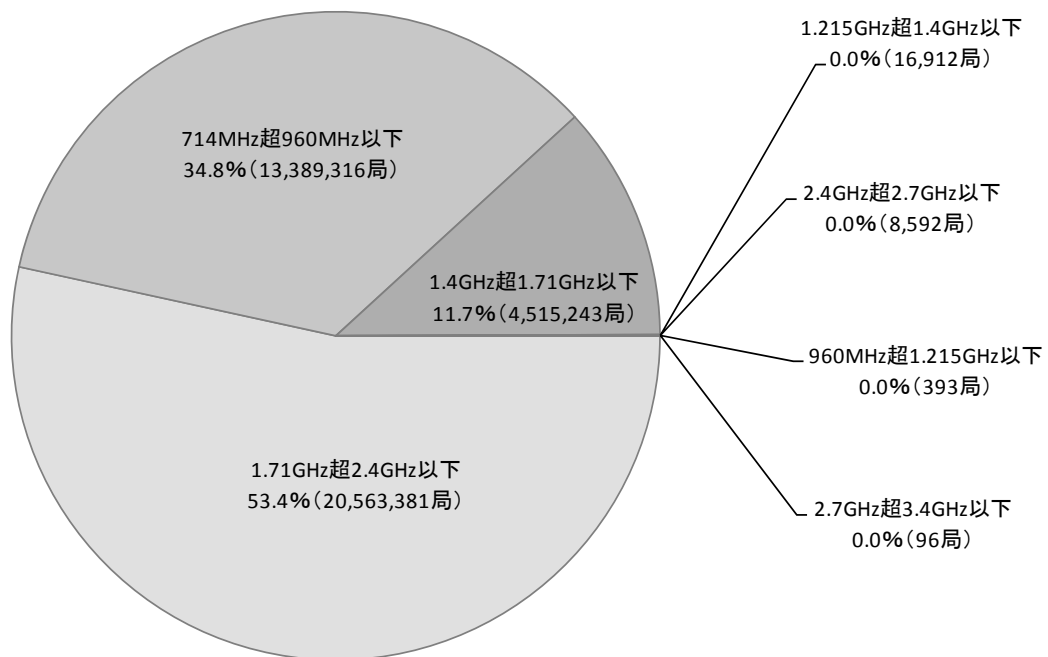 1.215GHz超1.4GHz以下
0.0%(16,912局)
714MHz超960MHz以下
34.8%(13,389,316局)
2.4GHz超2.7GHz以下
0.0%(8,592局)
1.4GHz超1.71GHz以下
11.7%(4,515,243局)
960MHz超1.215GHz以下
0.0%(393局)
1.71GHz超2.4GHz以下
53.4%(20,563,381局)
2.7GHz超3.4GHz以下
0.0%(96局)